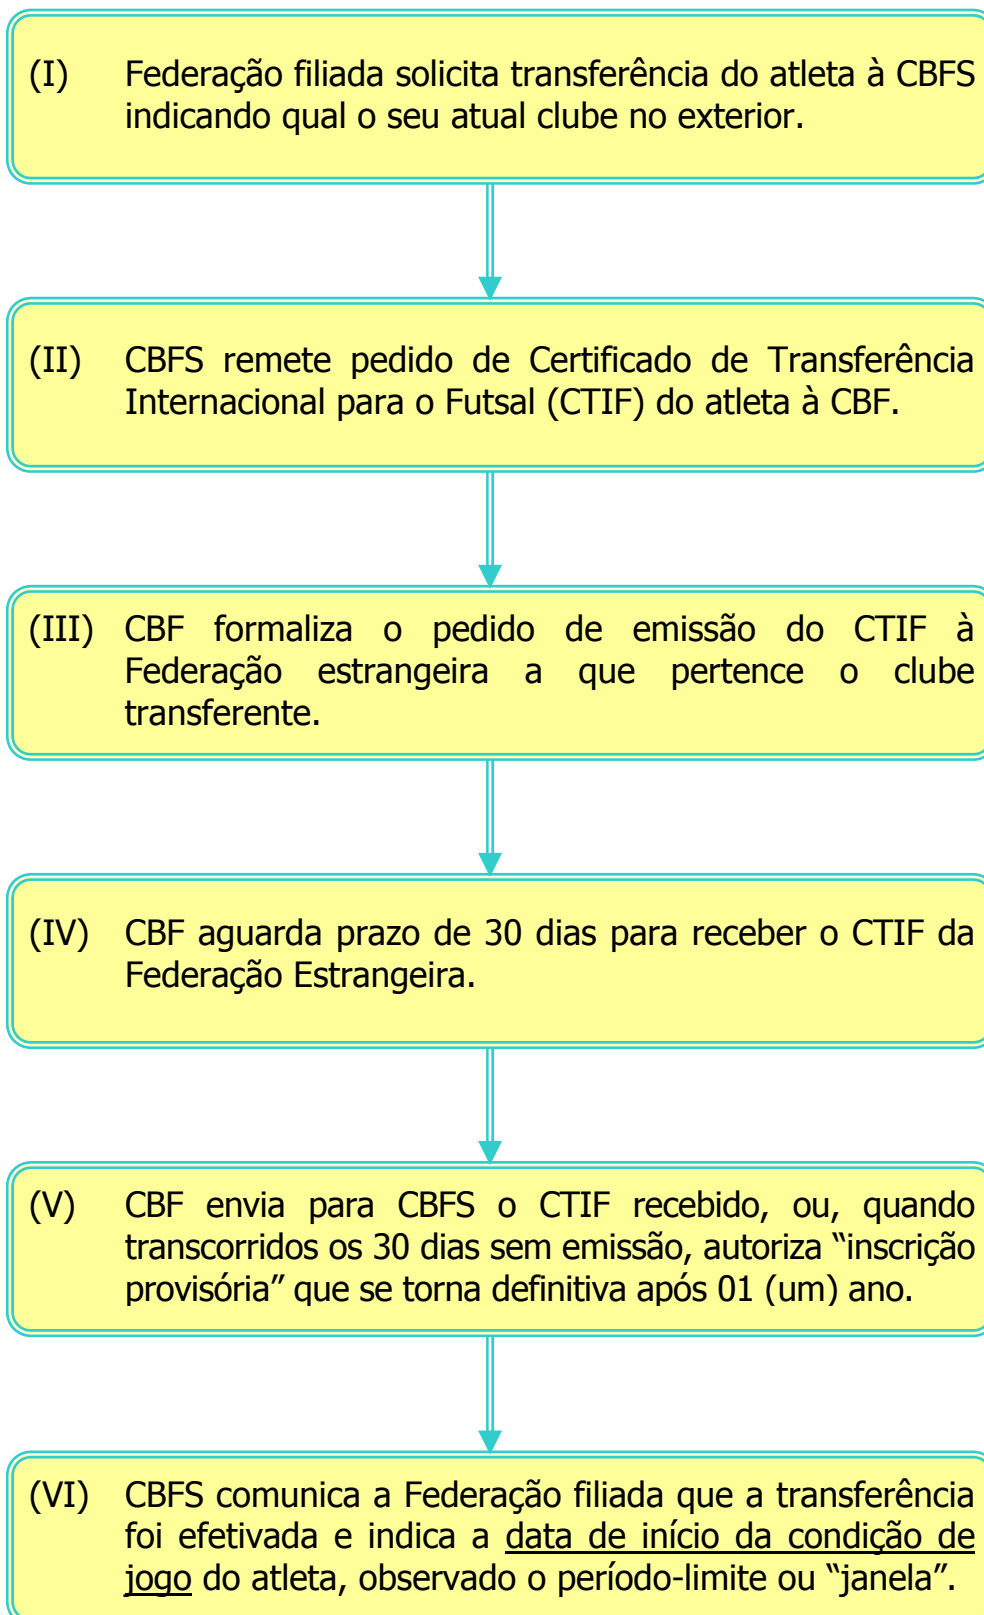 (I) Federação filiada solicita transferência do atleta à CBFS
indicando qual o seu atual clube no exterior.
(II) CBFS remete pedido de Certificado de Transferência
Internacional para o Futsal (CTIF) do atleta à CBF.
(III) CBF formaliza o pedido de emissão do CTIF à
Federação estrangeira a que pertence o clube
transferente.
(IV) CBF aguarda prazo de 30 dias para receber o CTIF da
Federação Estrangeira.
(V) CBF envia para CBFS o CTIF recebido, ou, quando
transcorridos os 30 dias sem emissão, autoriza “inscrição
provisória” que se torna definitiva após 01 (um) ano.
(VI) CBFS comunica a Federação filiada que a transferência
foi efetivada e indica a data de início da condição de
jogo do atleta, observado o período-limite ou “janela”.